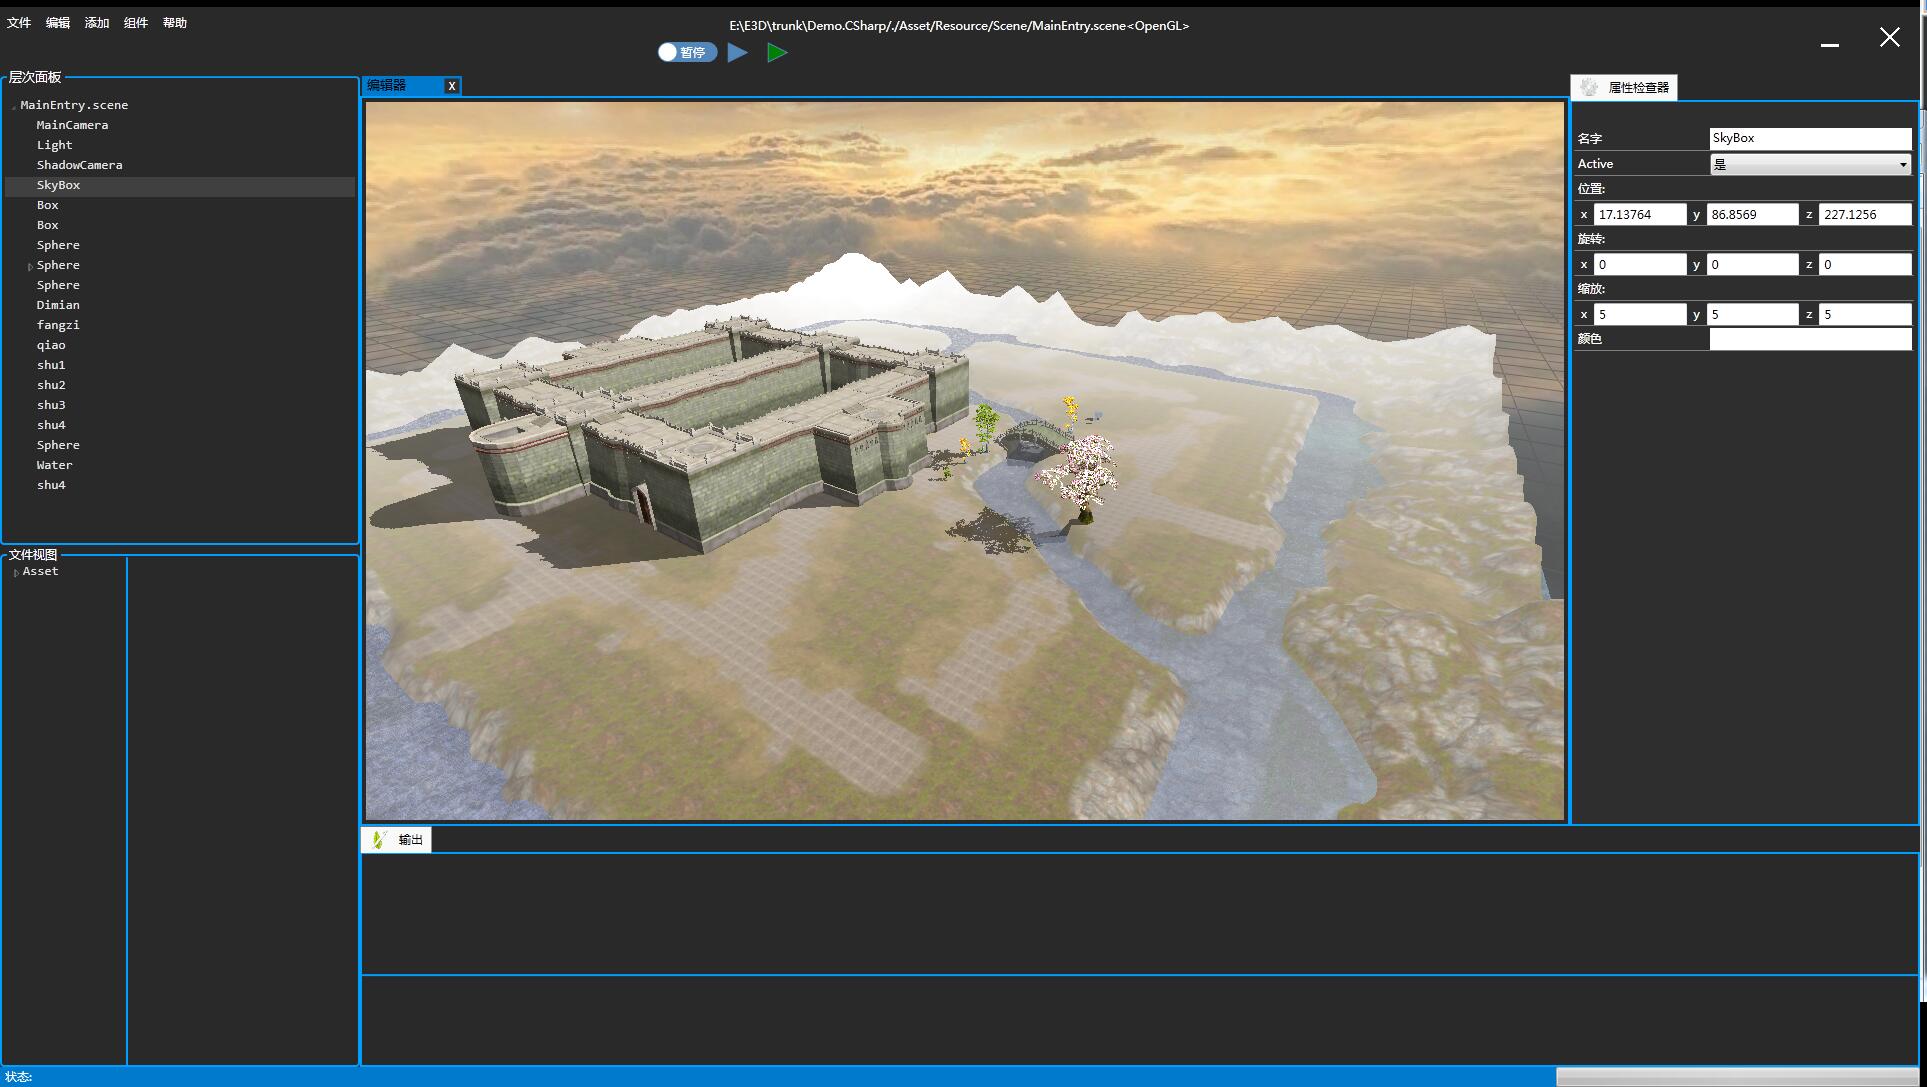 文件 编辑 添加 组件 帮助
E:\E3D\trunk\Demo.CSharp/./Asset/Resource/Scene/MainEntry.scene<OpenGL>
暂停
层次面板
MainEntry.scene
MainCamera
Light
ShadowCamera
SkyBox
Box
Box
Sphere
Sphere
Sphere
Dimian
fangzi
qiao
shu1
shu2
shu3
shu4
Sphere
Water
shu4
文件视图
Asset
编辑器 X
属性检查器
名字 SkyBox
Active 是
位置:
x 17.13764 y 86.8569 z 227.1256
旋转:
x 0 y 0 z 0
缩放:
x 5 y 5 z 5
颜色
输出
状态: